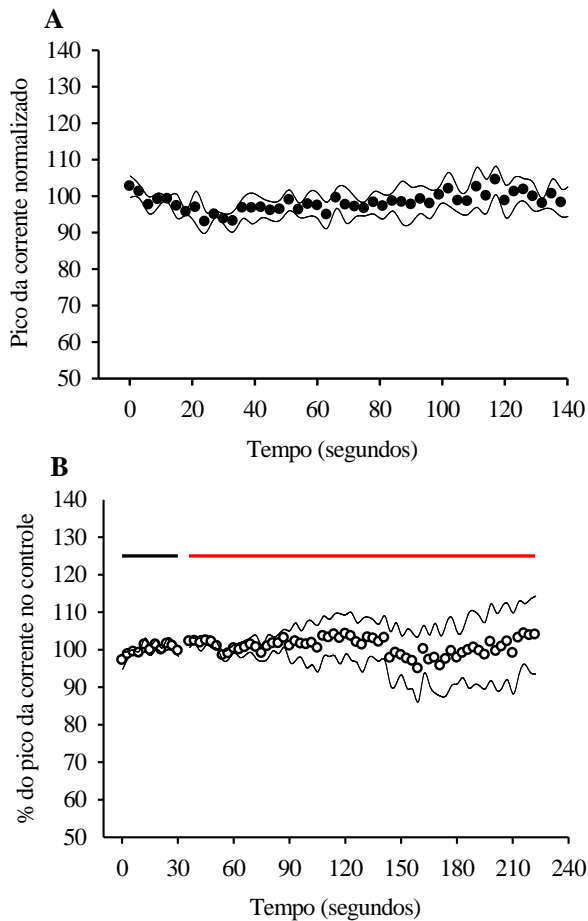 A
140
130
120
110
100
90
80
70
60
50
Pico da corrente normalizado
0 20 40 60 80 100 120 140
Tempo (segundos)
B
140
130
120
110
100
90
80
70
60
50
% do pico da corrente no controle
0 30 60 90 120 150 180 210 240
Tempo (segundos)